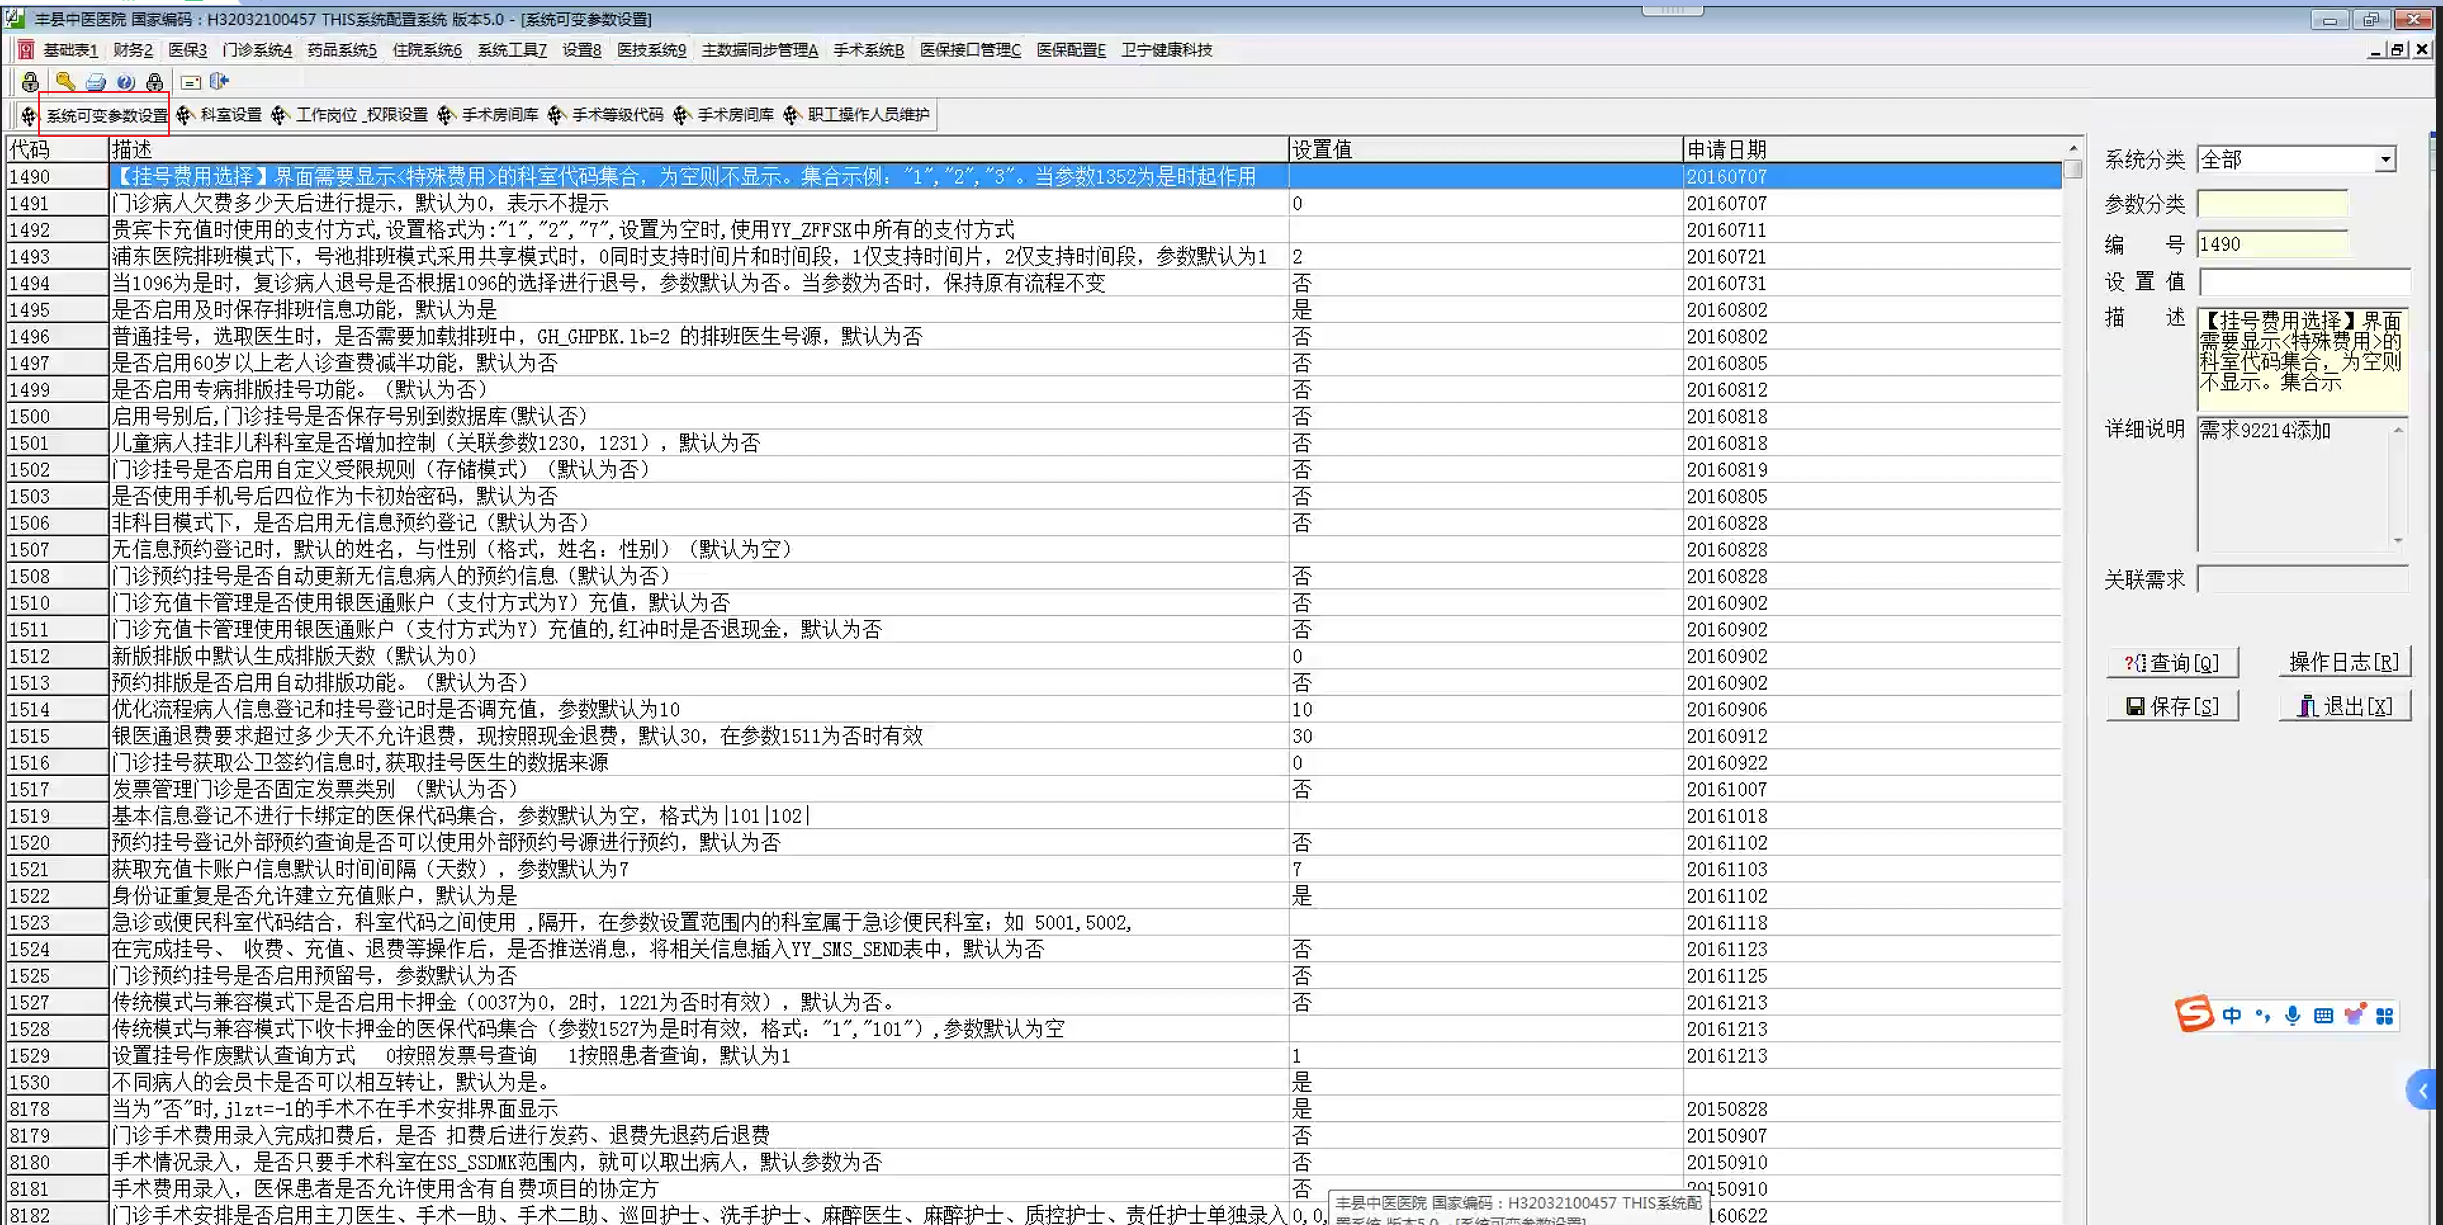 丰县中医医院 国家编码：H32032100457 THIS系统配置系统 版本5.0 - [系统可变参数设置]
基础表1 财务2 医保3 门诊系统4 药品系统5 住院系统6 系统工具7 设置8 医技系统9 主数据同步管理A 手术系统B 医保接口管理C 医保配置E 卫宁健康科技
系统可变参数设置 科室设置 工作岗位_权限设置 手术房间库 手术等级代码 手术房间库 职工操作人员维护
代码 描述 设置值 申请日期
1490 【挂号费用选择】界面需要显示<特殊费用>的科室代码集合，为空则不显示。集合示例："1","2","3"。当参数1352为是时起作用 20160707
1491 门诊病人欠费多少天后进行提示，默认为0，表示不提示 0 20160707
1492 贵宾卡充值时使用的支付方式,设置格式为:"1","2","7",设置为空时,使用YY_ZFFSK中所有的支付方式 20160711
1493 浦东医院排班模式下，号池排班模式采用共享模式时，0同时支持时间片和时间段，1仅支持时间片，2仅支持时间段，参数默认为1 2 20160721
1494 当1096为是时，复诊病人退号是否根据1096的选择进行退号，参数默认为否。当参数为否时，保持原有流程不变 否 20160731
1495 是否启用及时保存排班信息功能，默认为是 是 20160802
1496 普通挂号，选取医生时，是否需要加载排班中，GH_GHPBK.lb=2 的排班医生号源，默认为否 否 20160802
1497 是否启用60岁以上老人诊查费减半功能，默认为否 否 20160805
1499 是否启用专病排版挂号功能。（默认为否） 否 20160812
1500 启用号别后,门诊挂号是否保存号别到数据库(默认否) 否 20160818
1501 儿童病人挂非儿科科室是否增加控制（关联参数1230，1231），默认为否 否 20160818
1502 门诊挂号是否启用自定义受限规则（存储模式）（默认为否） 否 20160819
1503 是否使用手机号后四位作为卡初始密码，默认为否 否 20160805
1506 非科目模式下，是否启用无信息预约登记（默认为否） 否 20160828
1507 无信息预约登记时，默认的姓名，与性别（格式，姓名：性别）（默认为空） 20160828
1508 门诊预约挂号是否自动更新无信息病人的预约信息（默认为否） 否 20160828
1510 门诊充值卡管理是否使用银医通账户（支付方式为Y）充值，默认为否 否 20160902
1511 门诊充值卡管理使用银医通账户（支付方式为Y）充值的,红冲时是否退现金，默认为否 否 20160902
1512 新版排版中默认生成排版天数（默认为0） 0 20160902
1513 预约排版是否启用自动排版功能。（默认为否） 否 20160902
1514 优化流程病人信息登记和挂号登记时是否调充值，参数默认为10 10 20160906
1515 银医通退费要求超过多少天不允许退费，现按照现金退费，默认30，在参数1511为否时有效 30 20160912
1516 门诊挂号获取公卫签约信息时,获取挂号医生的数据来源 0 20160922
1517 发票管理门诊是否固定发票类别 （默认为否） 否 20161007
1519 基本信息登记不进行卡绑定的医保代码集合，参数默认为空，格式为|101|102| 20161018
1520 预约挂号登记外部预约查询是否可以使用外部预约号源进行预约，默认为否 否 20161102
1521 获取充值卡账户信息默认时间间隔（天数），参数默认为7 7 20161103
1522 身份证重复是否允许建立充值账户，默认为是 是 20161102
1523 急诊或便民科室代码结合，科室代码之间使用 ,隔开，在参数设置范围内的科室属于急诊便民科室；如 5001,5002, 20161118
1524 在完成挂号、 收费、充值、退费等操作后，是否推送消息，将相关信息插入YY_SMS_SEND表中，默认为否 否 20161123
1525 门诊预约挂号是否启用预留号，参数默认为否 否 20161125
1527 传统模式与兼容模式下是否启用卡押金（0037为0，2时，1221为否时有效），默认为否。 否 20161213
1528 传统模式与兼容模式下收卡押金的医保代码集合（参数1527为是时有效，格式："1","101"）,参数默认为空 20161213
1529 设置挂号作废默认查询方式 0按照发票号查询 1按照患者查询，默认为1 1 20161213
1530 不同病人的会员卡是否可以相互转让，默认为是。 是
8178 当为"否"时,jlzt=-1的手术不在手术安排界面显示 是 20150828
8179 门诊手术费用录入完成扣费后，是否 扣费后进行发药、退费先退药后退费 否 20150907
8180 手术情况录入，是否只要手术科室在SS_SSDMK范围内，就可以取出病人，默认参数为否 否 20150910
8181 手术费用录入，医保患者是否允许使用含有自费项目的协定方 否 20150910
8182 门诊手术安排是否启用主刀医生、手术一助、手术二助、巡回护士、洗手护士、麻醉医生、麻醉护士、质控护士、责任护士单独录入 0,0, 160622
丰县中医医院 国家编码：H32032100457 THIS系统配
置系统 版本5.0 - [系统可变参数设置]
系统分类 全部
参数分类
编 号 1490
设 置 值
描 述 【挂号费用选择】界面
需要显示<特殊费用>的
科室代码集合，为空则
不显示。集合示
详细说明 需求92214添加
关联需求
查询[Q] 操作日志[R]
保存[S] 退出[X]
中